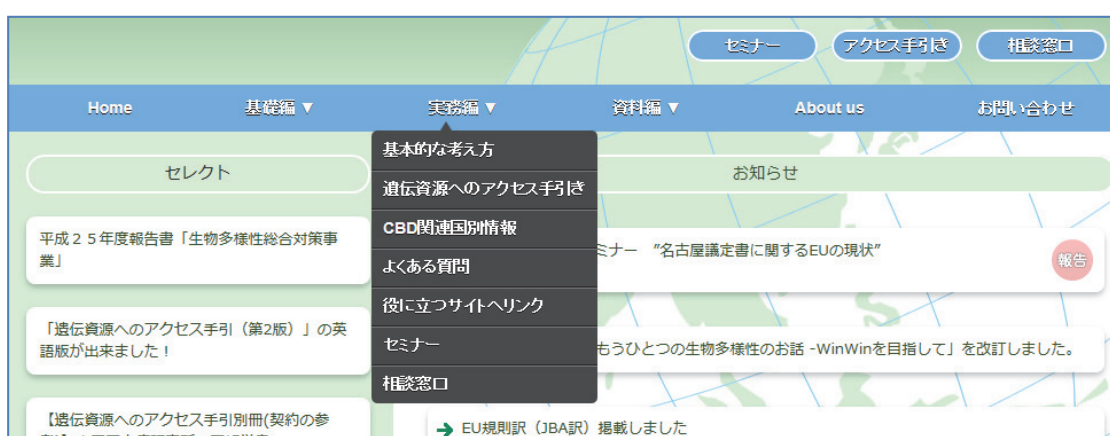 セミナー
アクセス手引き
相談窓口
Home
基礎編 ▼
実務編 ▼
資料編 ▼
About us
お問い合わせ
基本的な考え方
遺伝資源へのアクセス手引き
CBD関連国別情報
よくある質問
役に立つサイトへリンク
セミナー
相談窓口
セレクト
平成25年度報告書「生物多様性総合対策事
業」
「遺伝資源へのアクセス手引（第2版）」の英
語版が出来ました！
【遺伝資源へのアクセス手引別冊(契約の参
お知らせ
ミナー "名古屋議定書に関するEUの現状"
報告
もうひとつの生物多様性のお話 -WinWinを目指して」を改訂しました。
EU規則訳（JBA訳）掲載しました